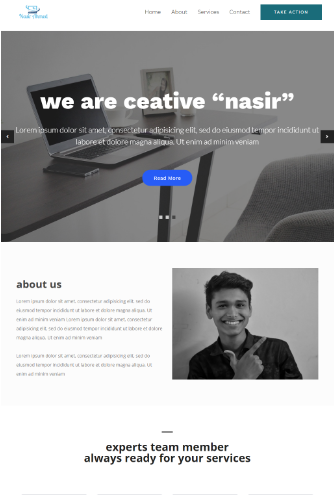 Home About Services Contact TAKE ACTION
we are ceative “nasir”
Lorem ipsum dolor sit amet, consectetur adipiscing elit, sed do eiusmod tempor incididunt ut
labore et dolore magna aliqua. Ut enim ad minim veniam
Read More
about us
Lorem ipsum dolor sit amet, consectetur adipiscing elit, sed do
eiusmod tempor incididunt ut labore et dolore magna aliqua. Ut
enim ad minim veniam Lorem ipsum dolor sit amet, consectetur
adipiscing elit, sed do eiusmod tempor incididunt ut labore et dolore
magna aliqua. Ut enim ad minim veniam
Lorem ipsum dolor sit amet, consectetur adipiscing elit, sed do
eiusmod tempor incididunt ut labore et dolore magna aliqua. Ut
enim ad minim veniam
experts team member
always ready for your services